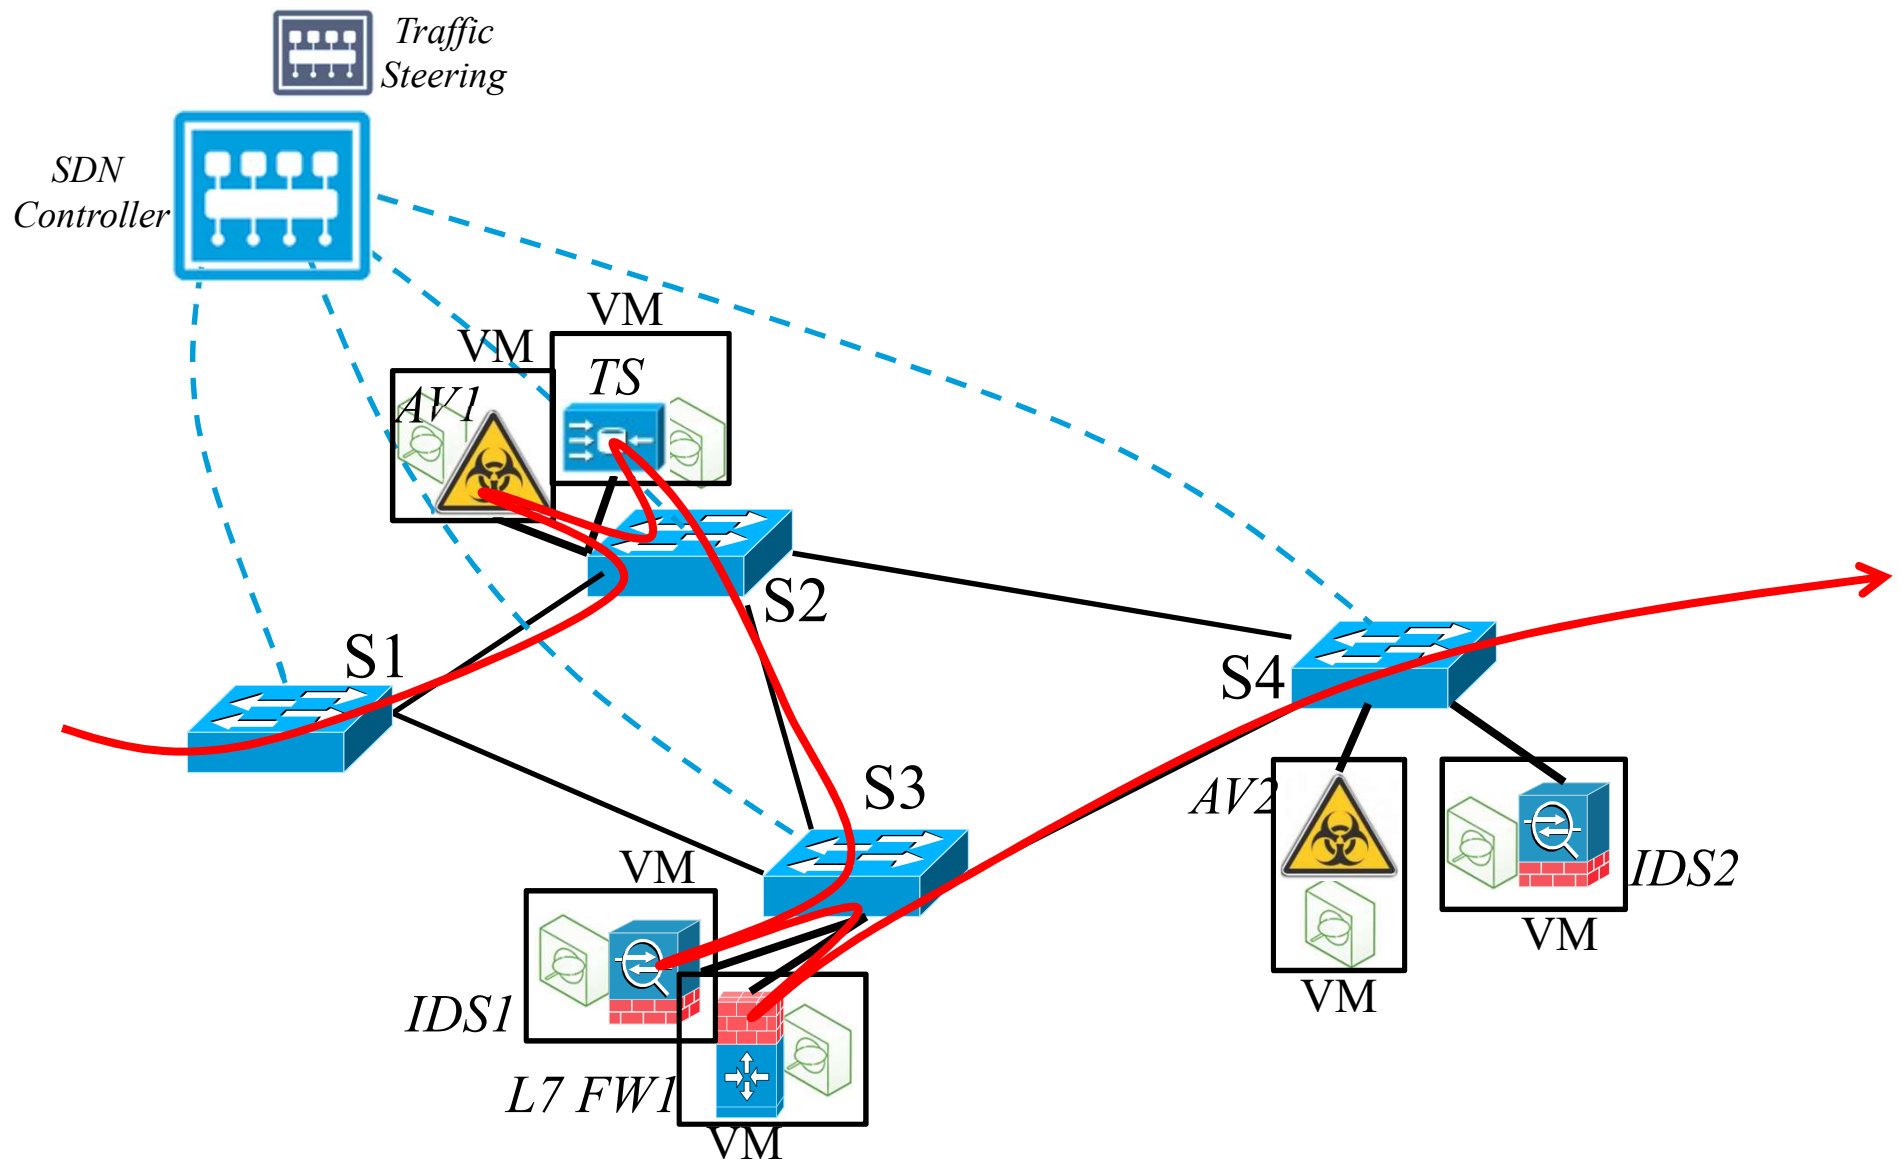 Traffic
Steering
SDN
Controller
VM
VM
TS
AV1
S2
S1
S4
S3
AV2
VM
IDS2
VM
IDS1
VM
L7 FW1
VM